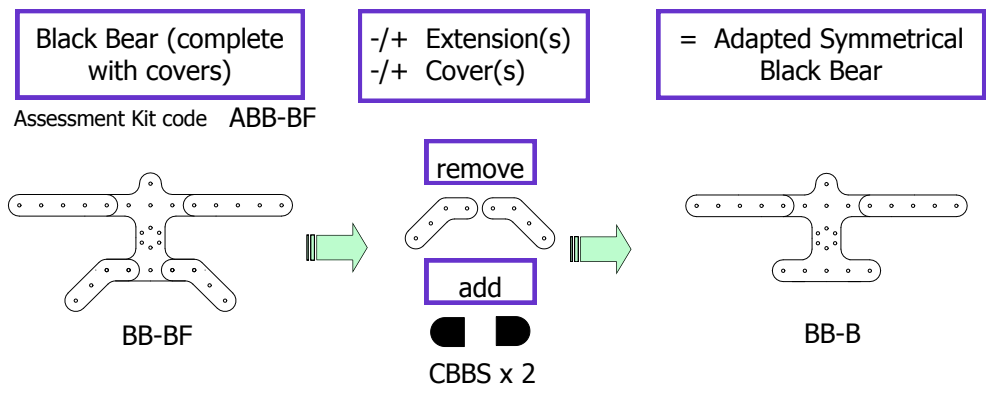 Black Bear (complete
with covers)
-/+ Extension(s)
-/+ Cover(s)
= Adapted Symmetrical
Black Bear
Assessment Kit code ABB-BF
remove
add
BB-BF
CBBS x 2
BB-B